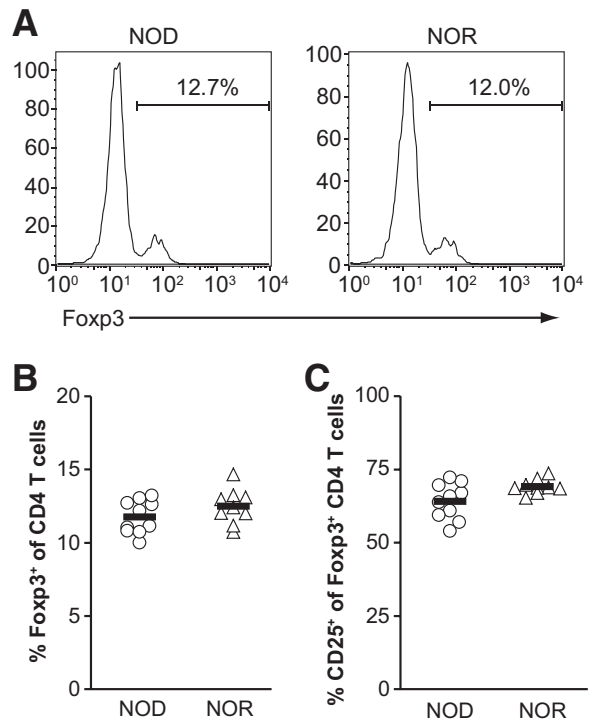 A
NOD NOR
12.7% 12.0%
100 100
80 80
60 60
40 40
20 20
0 0
10⁰ 10¹ 10² 10³ 10⁴ 10⁰ 10¹ 10² 10³ 10⁴
Foxp3
B
% Foxp3⁺ of CD4 T cells
20
15
10
5
0
NOD NOR
C
% CD25⁺ of Foxp3⁺ CD4 T cells
100
75
50
25
0
NOD NOR